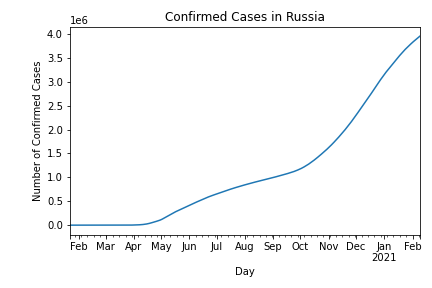 Confirmed Cases in Russia
1e6
4.0
3.5
3.0
2.5
2.0
1.5
1.0
0.5
0.0
Number of Confirmed Cases
Feb Mar Apr May Jun Jul Aug Sep Oct Nov Dec Jan Feb
2021
Day